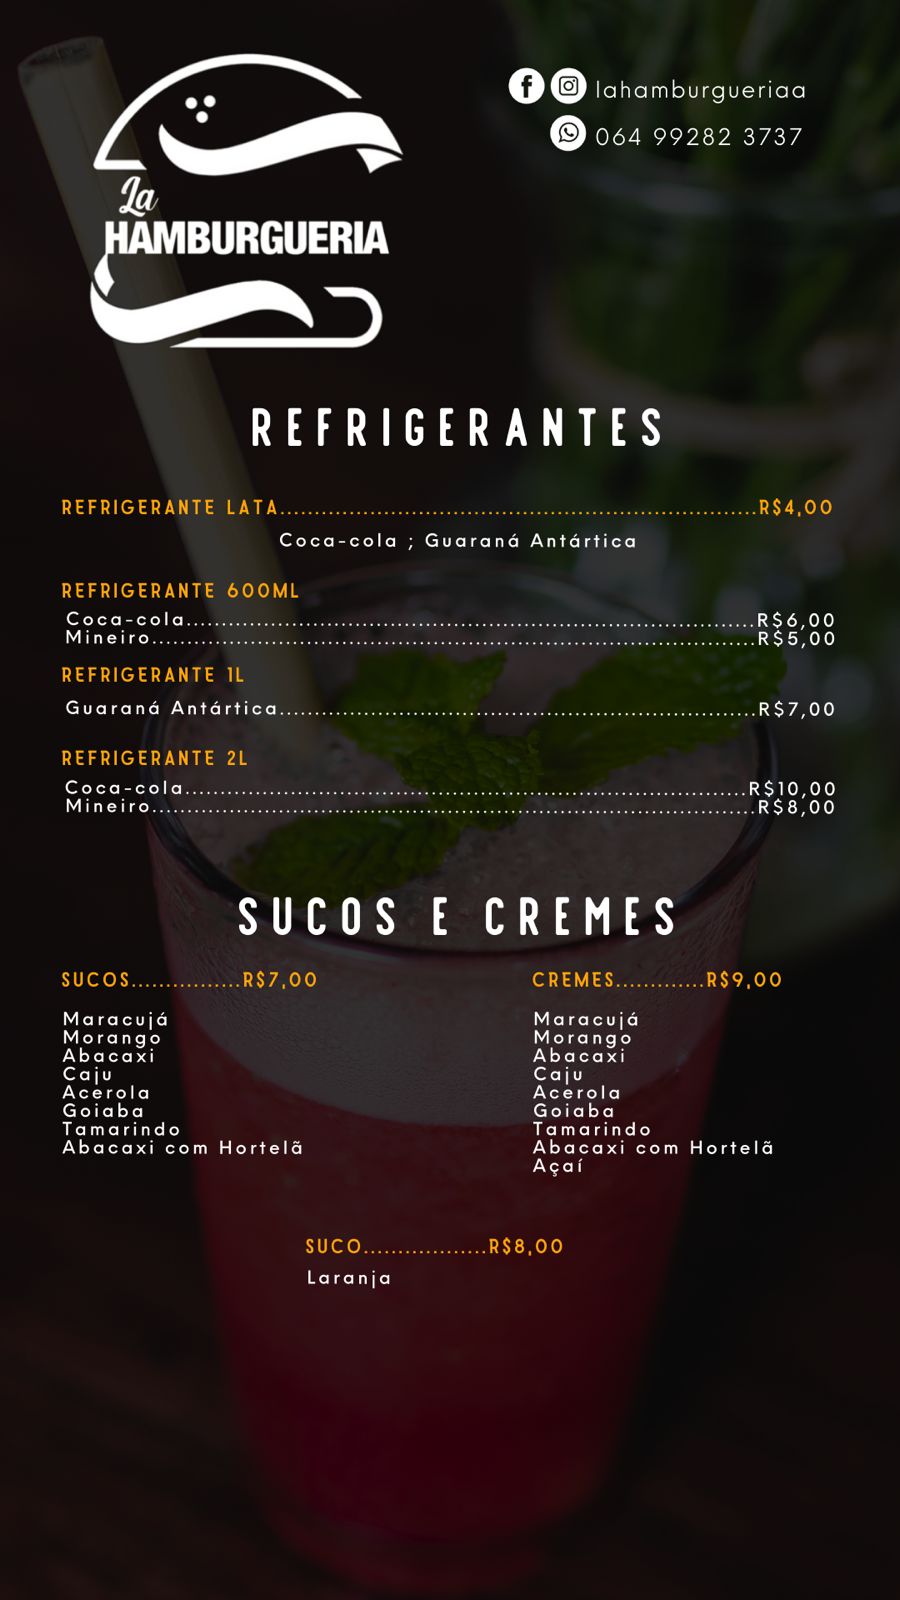 La
HAMBURGUERIA
lahamburgueriaa
064 99282 3737
REFRIGERANTES
REFRIGERANTE LATA.....................................................................R$4,00
Coca-cola ; Guaraná Antártica
REFRIGERANTE 600ML
Coca-cola..................................................................................R$6,00
Mineiro.......................................................................................R$5,00
REFRIGERANTE 1L
Guaraná Antártica.....................................................................R$7,00
REFRIGERANTE 2L
Coca-cola.................................................................................R$10,00
Mineiro.......................................................................................R$8,00
SUCOS E CREMES
SUCOS................R$7,00
Maracujá
Morango
Abacaxi
Caju
Acerola
Goiaba
Tamarindo
Abacaxi com Hortelã
CREMES.............R$9,00
Maracujá
Morango
Abacaxi
Caju
Acerola
Goiaba
Tamarindo
Abacaxi com Hortelã
Açaí
SUCO..................R$8,00
Laranja